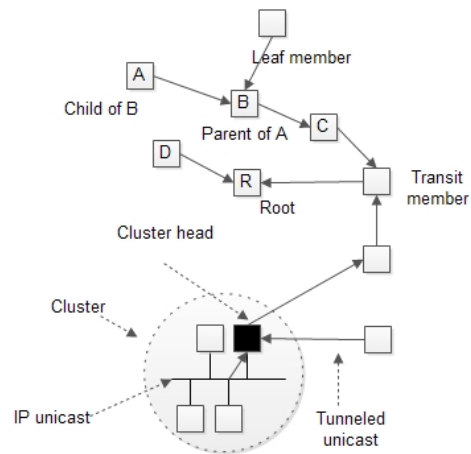 Leaf member
A
B
Child of B
Parent of A
C
D
R
Root
Transit
member
Cluster head
Cluster
IP unicast
Tunneled
unicast